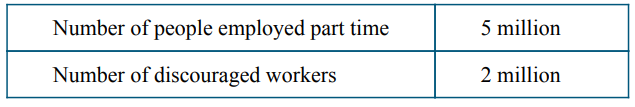 Number of people employed part time 5 million
Number of discouraged workers 2 million